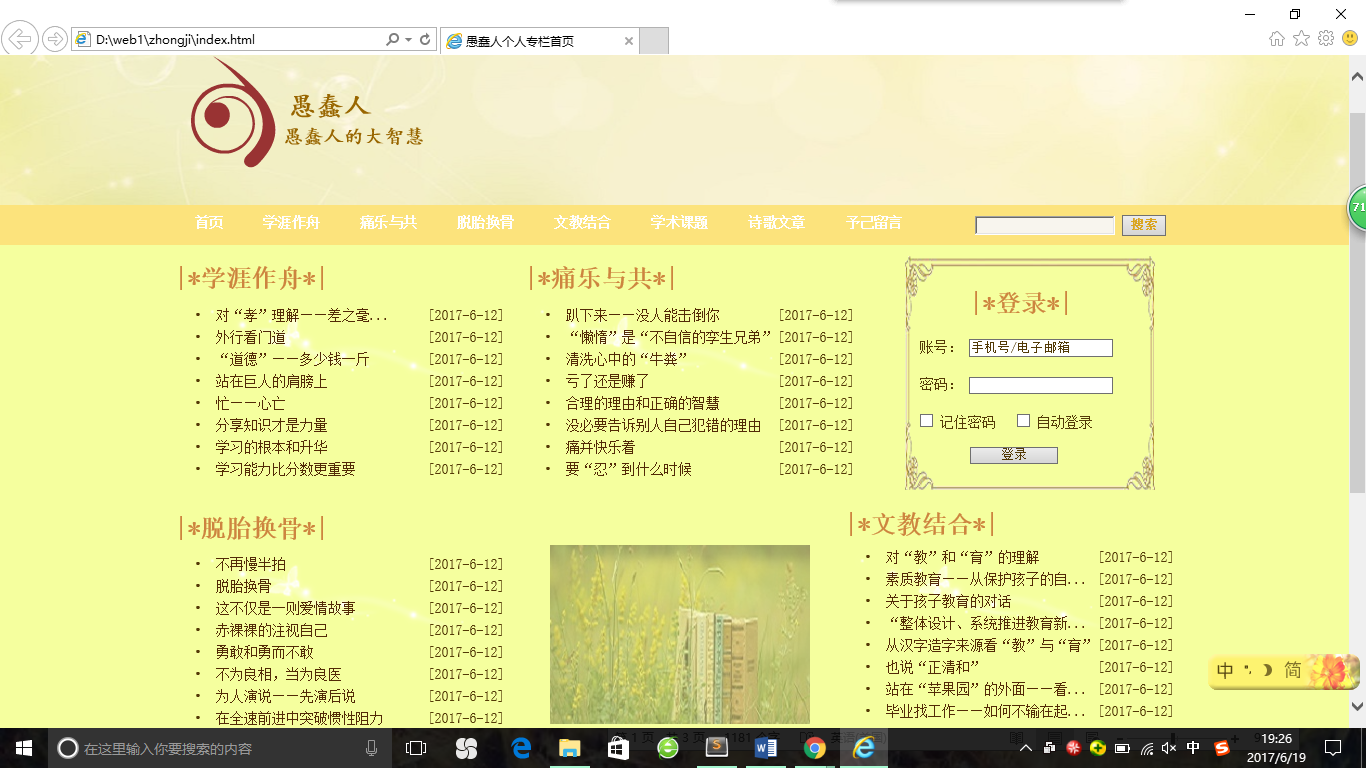 D:\web1\zhongji\index.html
愚蠢人个人专栏首页
愚蠢人
愚蠢人的大智慧
首页 学涯作舟 痛乐与共 脱胎换骨 文教结合 学术课题 诗歌文章 予己留言 搜索
|*学涯作舟*|
对“孝”理解——差之毫... [2017-6-12]
外行看门道 [2017-6-12]
“道德”——多少钱一斤 [2017-6-12]
站在巨人的肩膀上 [2017-6-12]
忙——心亡 [2017-6-12]
分享知识才是力量 [2017-6-12]
学习的根本和升华 [2017-6-12]
学习能力比分数更重要 [2017-6-12]
|*痛乐与共*|
趴下来——没人能击倒你 [2017-6-12]
“懒惰”是“不自信的孪生兄弟” [2017-6-12]
清洗心中的“牛粪” [2017-6-12]
亏了还是赚了 [2017-6-12]
合理的理由和正确的智慧 [2017-6-12]
没必要告诉别人自己犯错的理由 [2017-6-12]
痛并快乐着 [2017-6-12]
要“忍”到什么时候 [2017-6-12]
|*登录*|
账号： 手机号/电子邮箱
密码：
记住密码 自动登录
登录
|*脱胎换骨*|
不再慢半拍 [2017-6-12]
脱胎换骨 [2017-6-12]
这不仅是一则爱情故事 [2017-6-12]
赤裸裸的注视自己 [2017-6-12]
勇敢和勇而不敢 [2017-6-12]
不为良相，当为良医 [2017-6-12]
为人演说——先演后说 [2017-6-12]
在全速前进中突破惯性阻力 [2017-6-12]
|*文教结合*|
对“教”和“育”的理解 [2017-6-12]
素质教育——从保护孩子的自... [2017-6-12]
关于孩子教育的对话 [2017-6-12]
“整体设计、系统推进教育新... [2017-6-12]
从汉字造字来源看“教”与“育” [2017-6-12]
也说“正清和” [2017-6-12]
站在“苹果园”的外面——看... [2017-6-12]
毕业找工作——如何不输在起... [2017-6-12]
71
中 简
在这里输入你要搜索的内容
中
19:26
2017/6/19